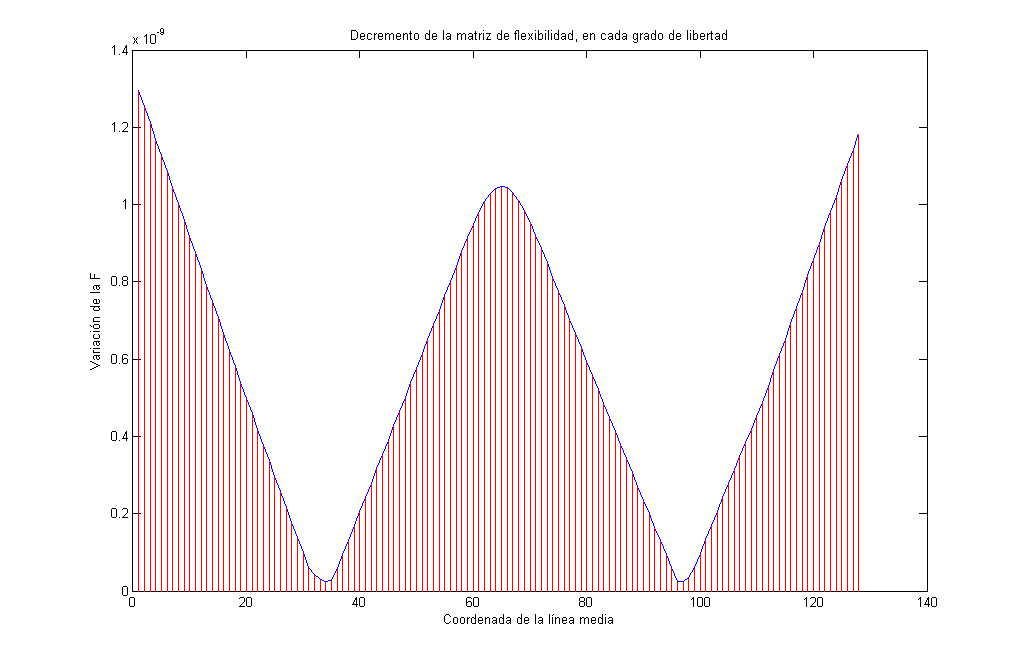 Decremento de la matriz de flexibilidad, en cada grado de libertad
x 10^-9
1.4
1.2
1
0.8
0.6
0.4
0.2
0
Variación de la F
0 20 40 60 80 100 120 140
Coordenada de la línea media